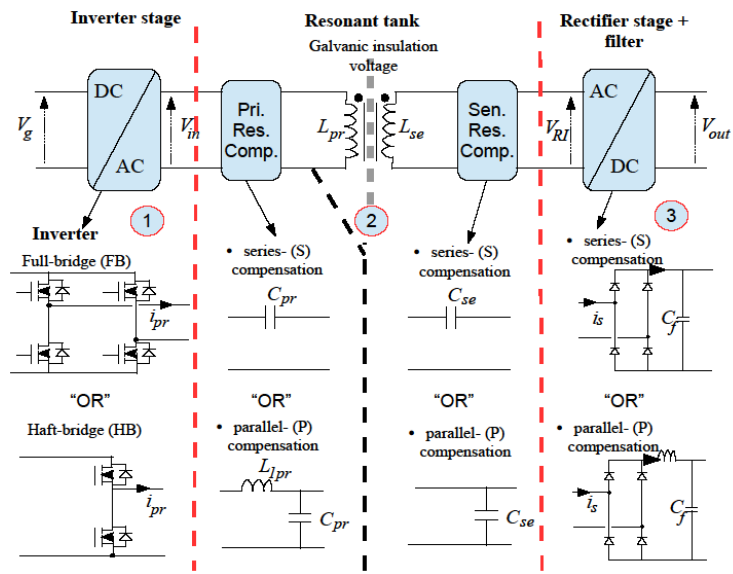 Inverter stage
Resonant tank
Rectifier stage +
filter
Galvanic insulation
voltage
DC
AC
V_g
V_in
Pri.
Res.
Comp.
L_pr
L_se
Sen.
Res.
Comp.
V_RI
AC
DC
V_out
1
2
3
Inverter
Full-bridge (FB)
i_pr
• series- (S)
compensation
C_pr
• series- (S)
compensation
C_se
• series- (S)
compensation
i_s
C_f
“OR”
“OR”
“OR”
“OR”
Haft-bridge (HB)
i_pr
• parallel- (P)
compensation
L_1pr
C_pr
• parallel- (P)
compensation
C_se
• parallel- (P)
compensation
i_s
C_f